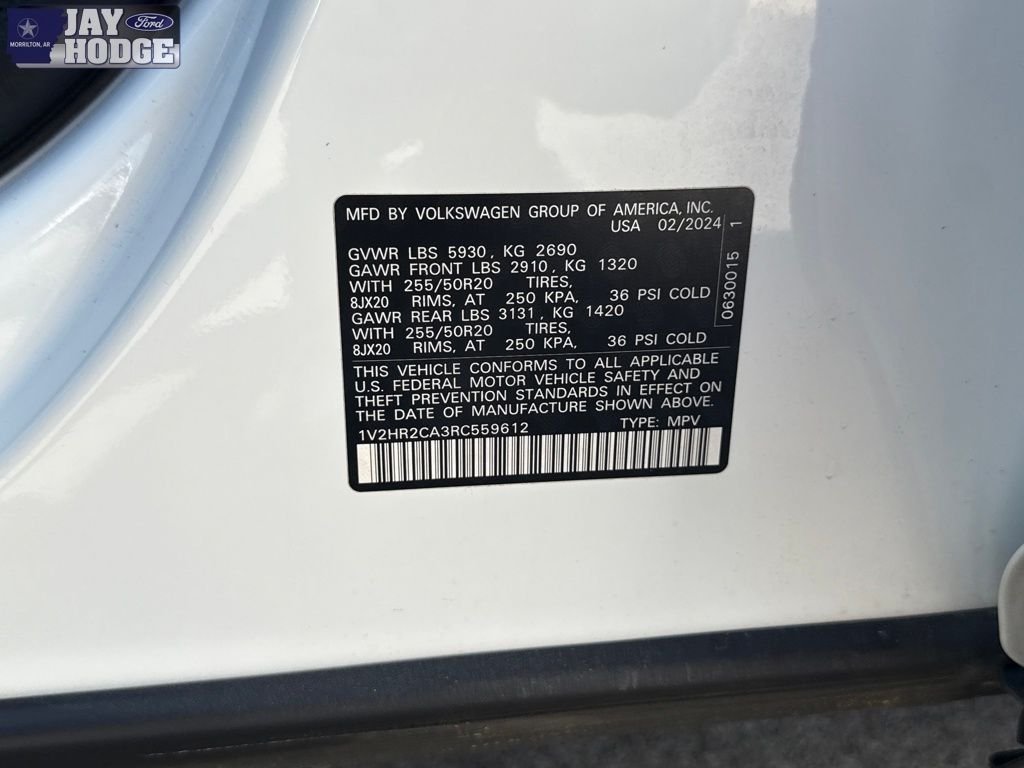 MORRILTON, AR
JAY
Ford
HODGE
MFD BY VOLKSWAGEN GROUP OF AMERICA, INC.
USA 02/2024
GVWR LBS 5930, KG 2690
GAWR FRONT LBS 2910, KG 1320
WITH 255/50R20 TIRES,
8JX20 RIMS, AT 250 KPA, 36 PSI COLD
GAWR REAR LBS 3131, KG 1420
WITH 255/50R20 TIRES,
8JX20 RIMS, AT 250 KPA, 36 PSI COLD
0630015 1
THIS VEHICLE CONFORMS TO ALL APPLICABLE
U.S. FEDERAL MOTOR VEHICLE SAFETY AND
THEFT PREVENTION STANDARDS IN EFFECT ON
THE DATE OF MANUFACTURE SHOWN ABOVE.
1V2HR2CA3RC559612 TYPE: MPV